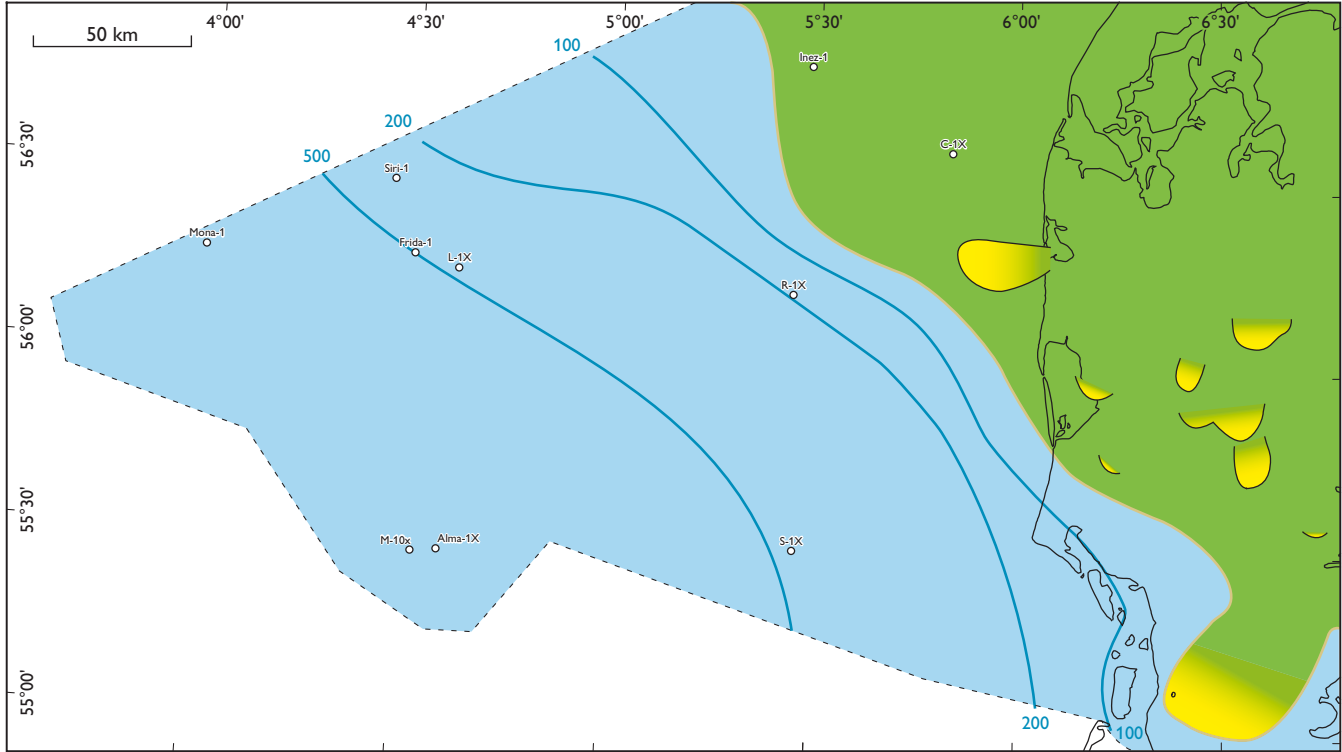 4°00'
4°30'
5°00'
5°30'
6°00'
6°30'
50 km
100
Inez-1
200
56°30'
C-1X
500
Siri-1
Mona-1
Frida-1
L-1X
R-1X
56°00'
55°30'
M-10x
Alma-1X
S-1X
55°00'
200
100